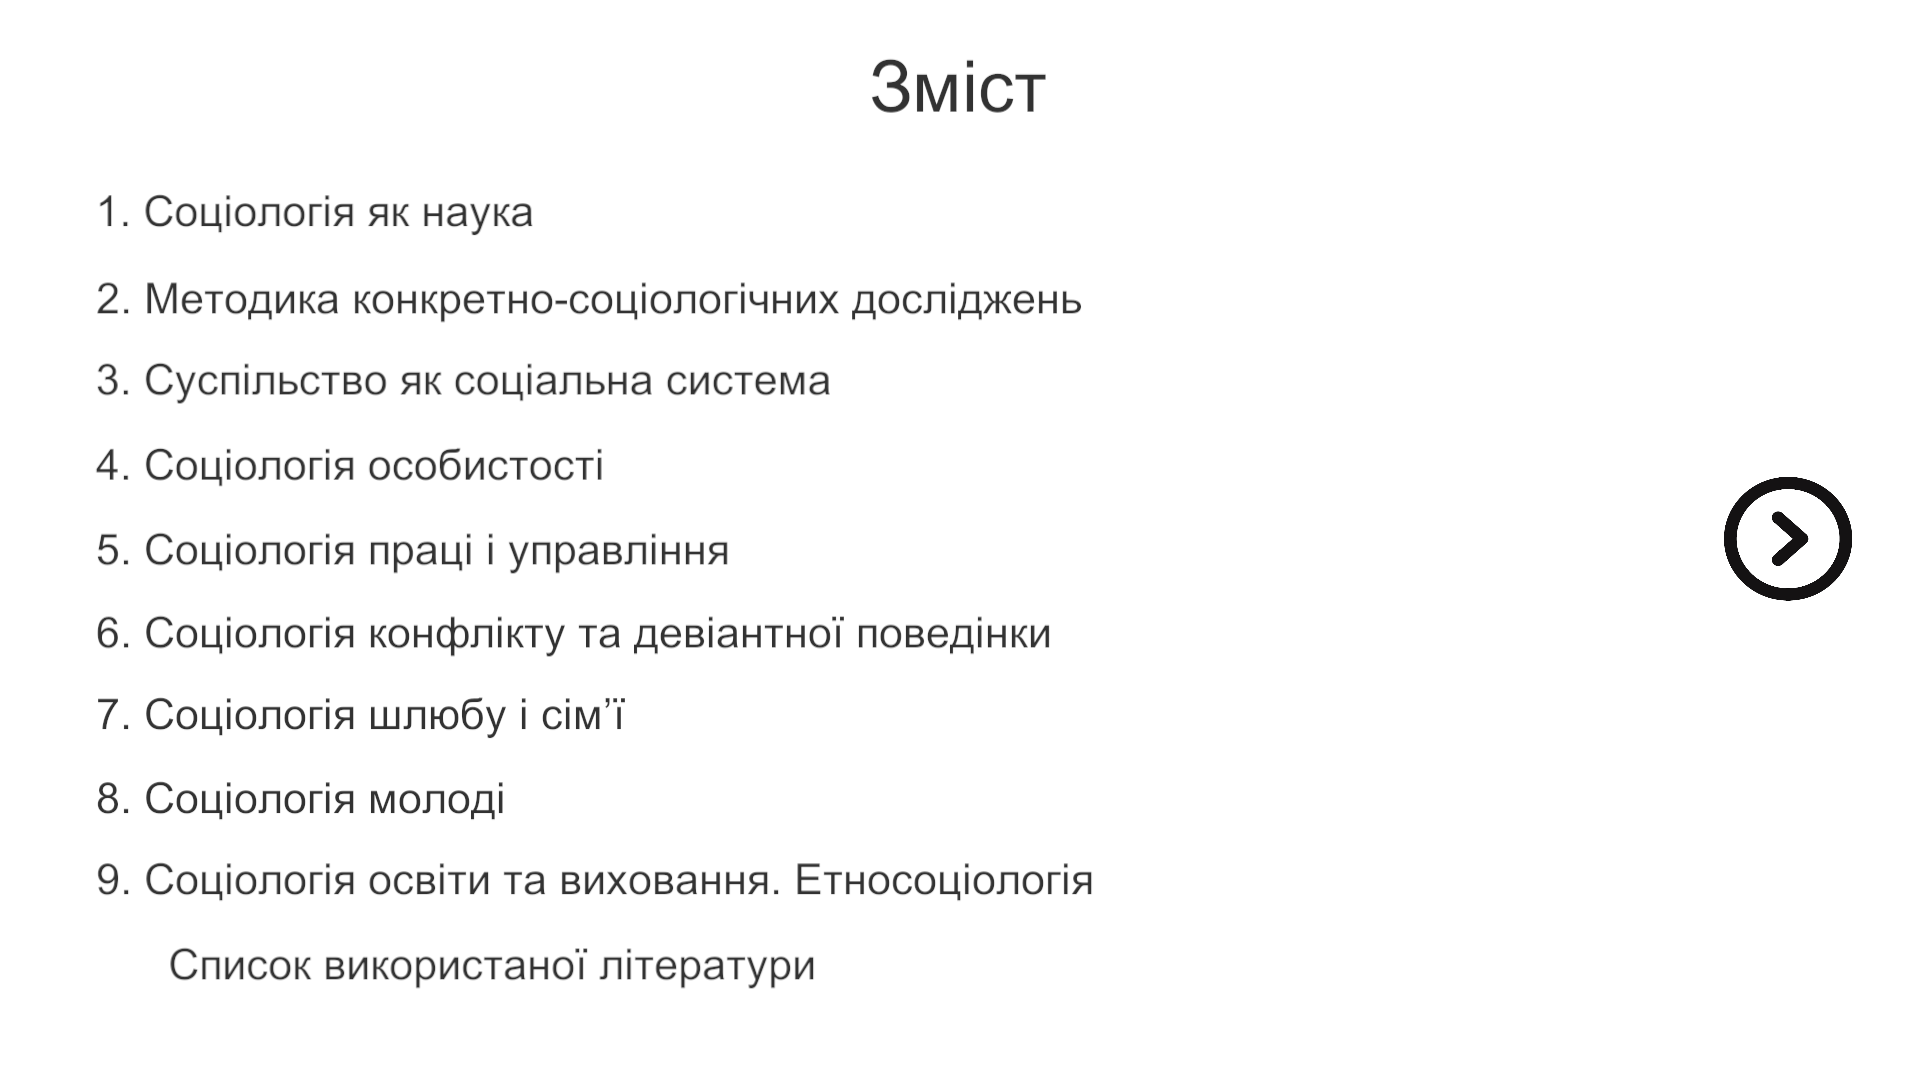 Зміст
1. Соціологія як наука
2. Методика конкретно-соціологічних досліджень
3. Суспільство як соціальна система
4. Соціологія особистості
5. Соціологія праці і управління
6. Соціологія конфлікту та девіантної поведінки
7. Соціологія шлюбу і сім’ї
8. Соціологія молоді
9. Соціологія освіти та виховання. Етносоціологія
Список використаної літератури